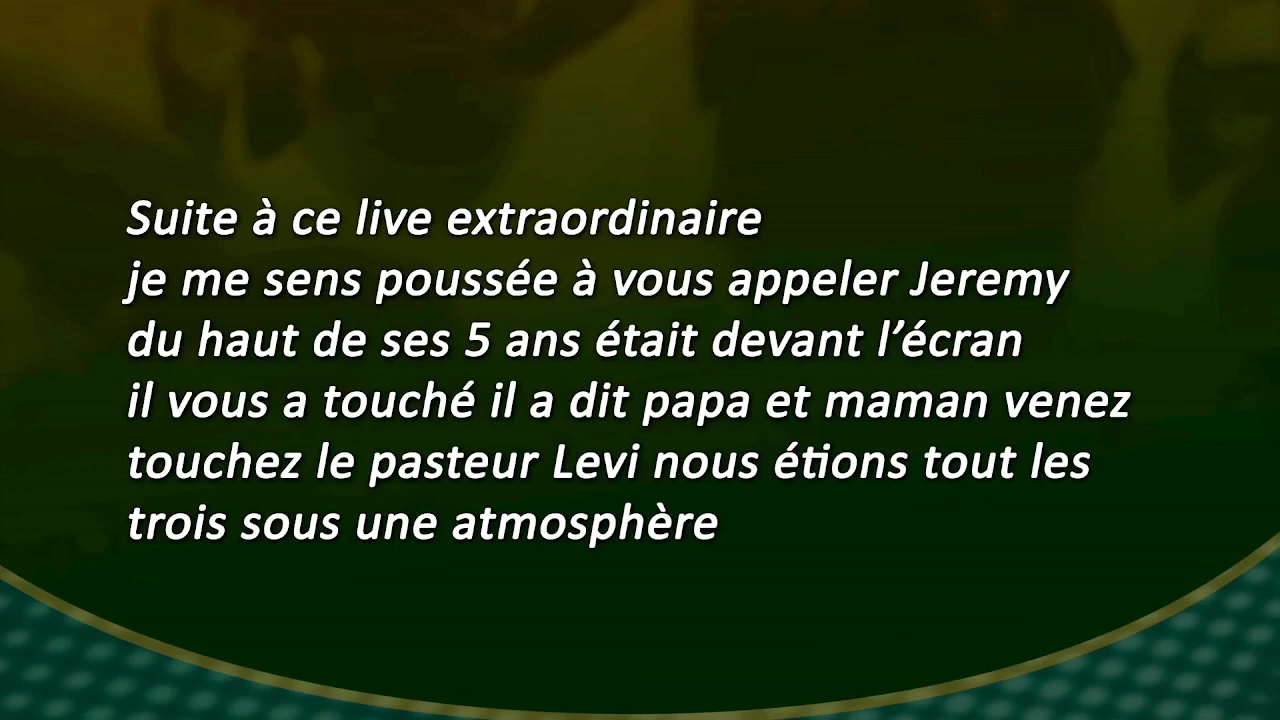 Suite à ce live extraordinaire
je me sens poussée à vous appeler Jeremy
du haut de ses 5 ans était devant l’écran
il vous a touché il a dit papa et maman venez
touchez le pasteur Levi nous étions tout les
trois sous une atmosphère